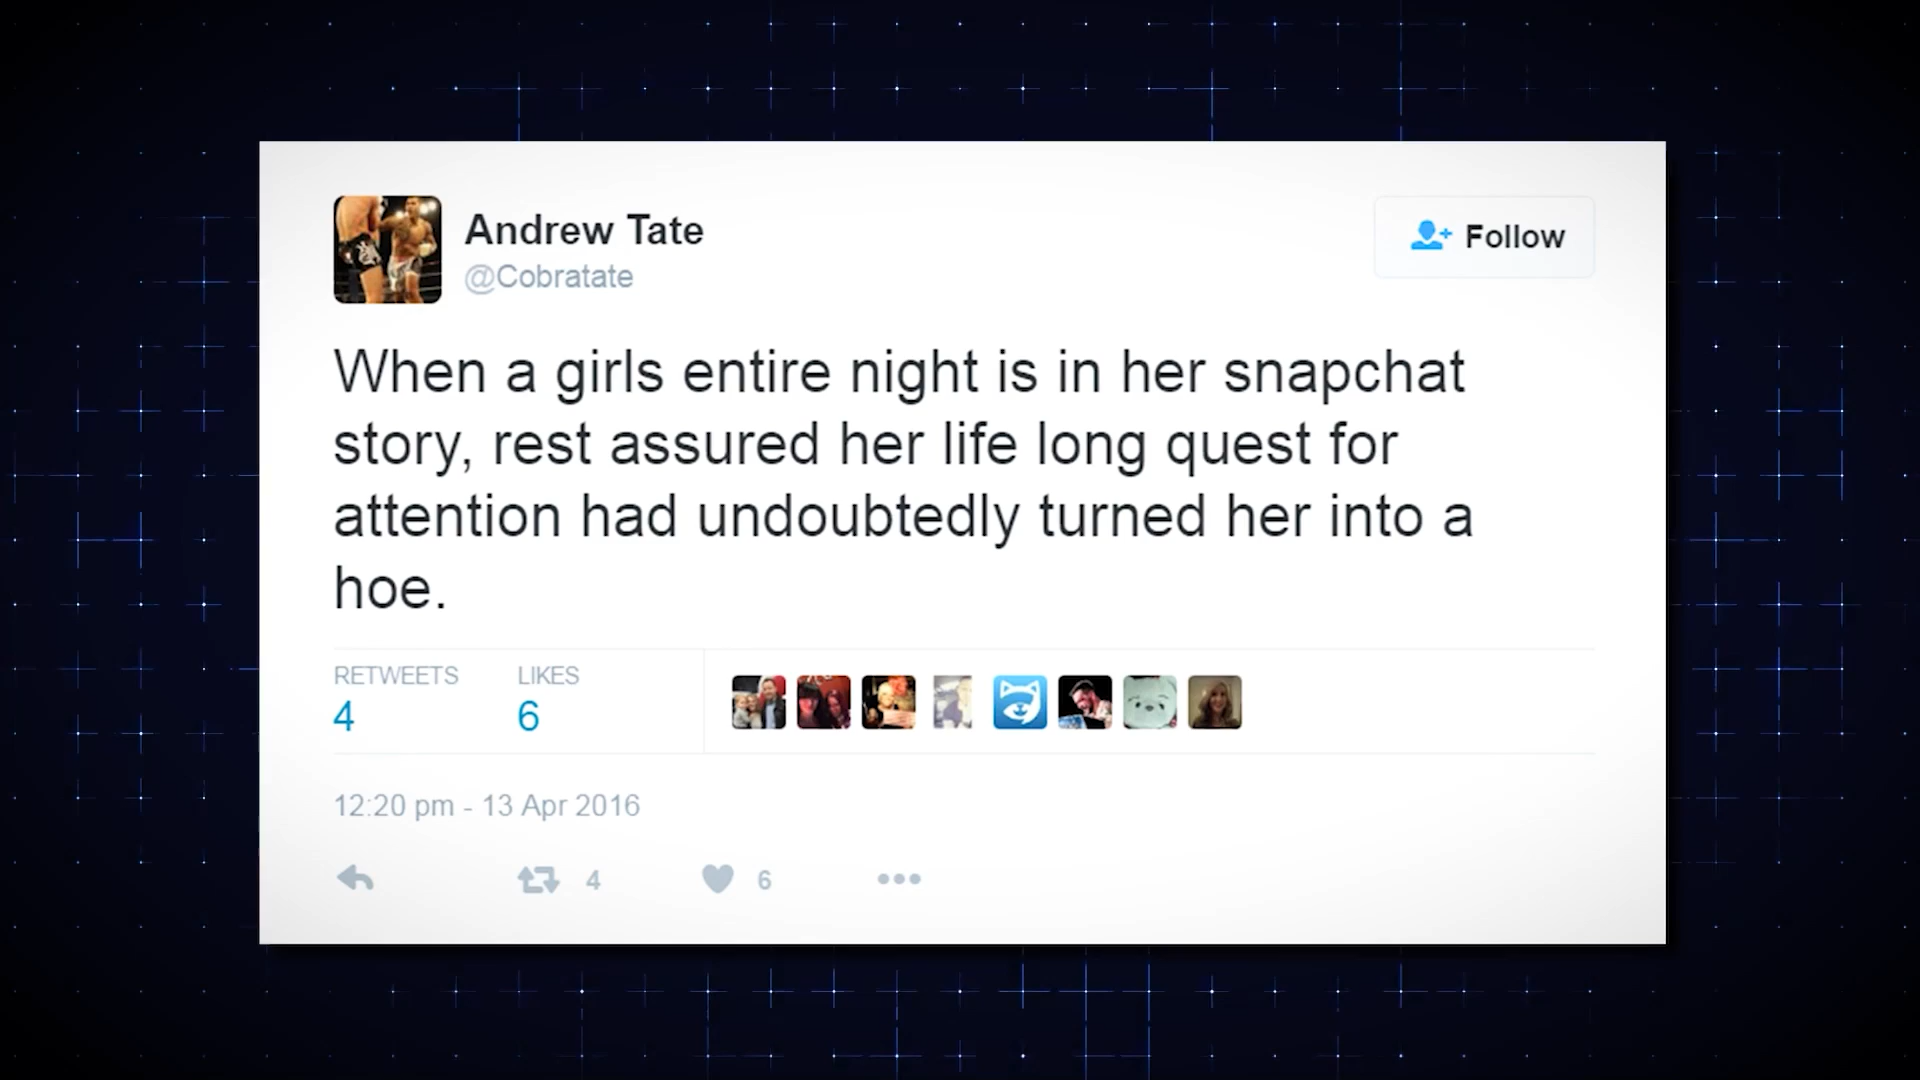 Andrew Tate
@Cobratate
Follow
When a girls entire night is in her snapchat
story, rest assured her life long quest for
attention had undoubtedly turned her into a
hoe.
RETWEETS LIKES
4 6
12:20 pm - 13 Apr 2016
4 6